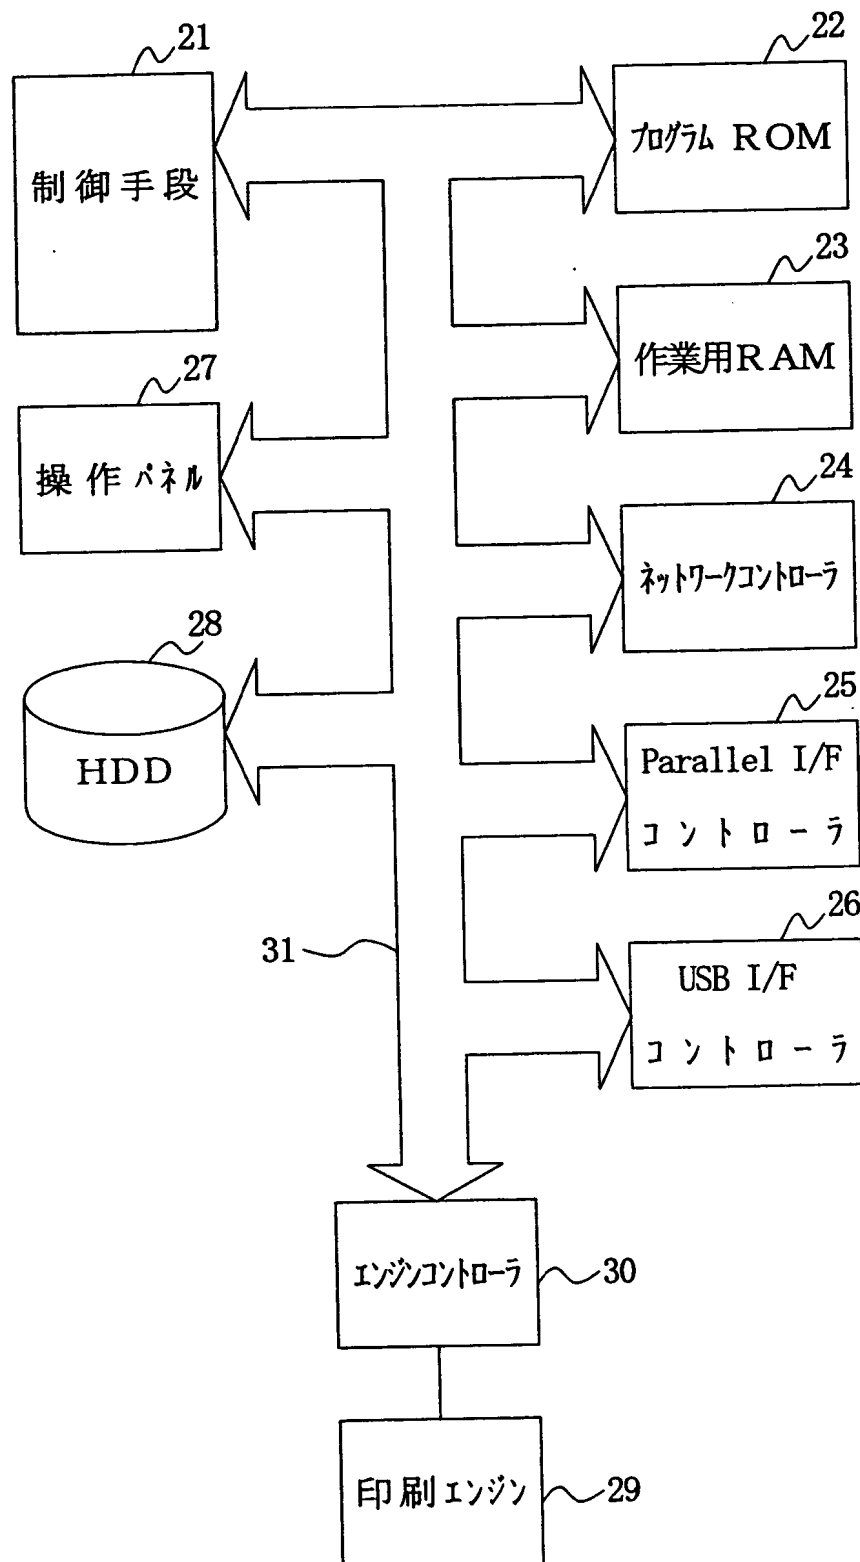 21
制御手段
22
プログラム ROM
23
作業用RAM
27
操作パネル
24
ネットワークコントローラ
28
HDD
25
Parallel I/F
コントローラ
26
USB I/F
コントローラ
31
エンジンコントローラ
30
印刷エンジン
29